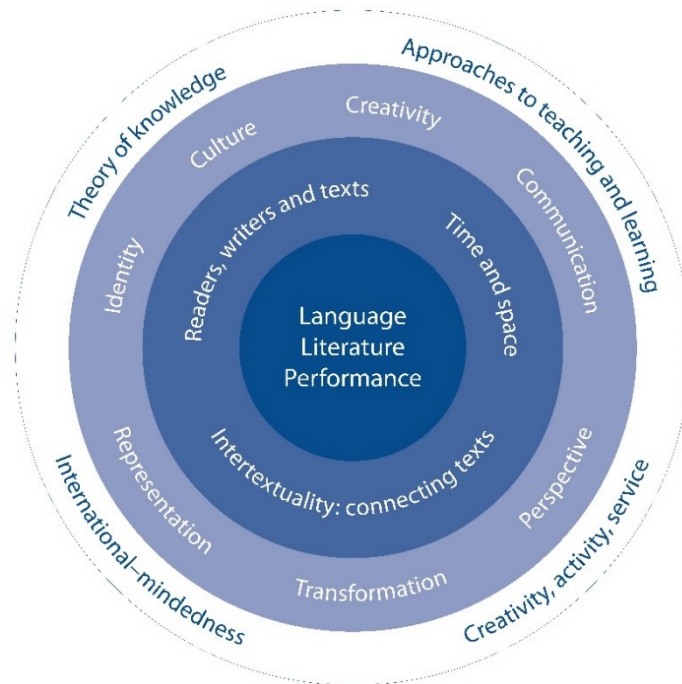 Theory of knowledge
Approaches to teaching and learning
International–mindedness
Creativity, activity, service
Identity
Culture
Creativity
Communication
Perspective
Transformation
Representation
Readers, writers and texts
Time and space
Intertextuality: connecting texts
Language
Literature
Performance